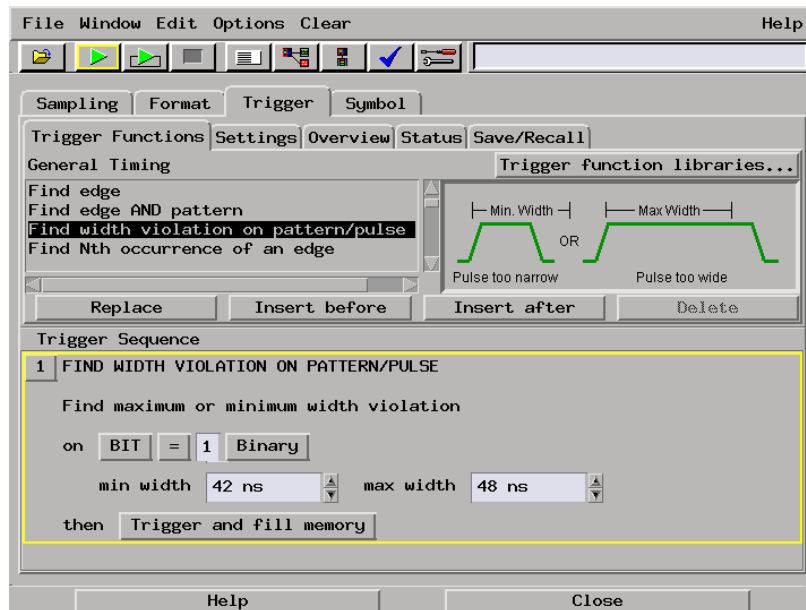 File Window Edit Options Clear Help
Sampling Format Trigger Symbol
Trigger Functions Settings Overview Status Save/Recall
General Timing Trigger function libraries...
Find edge
Find edge AND pattern
Find width violation on pattern/pulse
Find Nth occurrence of an edge
Min. Width Max Width
OR
Pulse too narrow Pulse too wide
Replace Insert before Insert after Delete
Trigger Sequence
1 FIND WIDTH VIOLATION ON PATTERN/PULSE
Find maximum or minimum width violation
on BIT = 1 Binary
min width 42 ns max width 48 ns
then Trigger and fill memory
Help Close